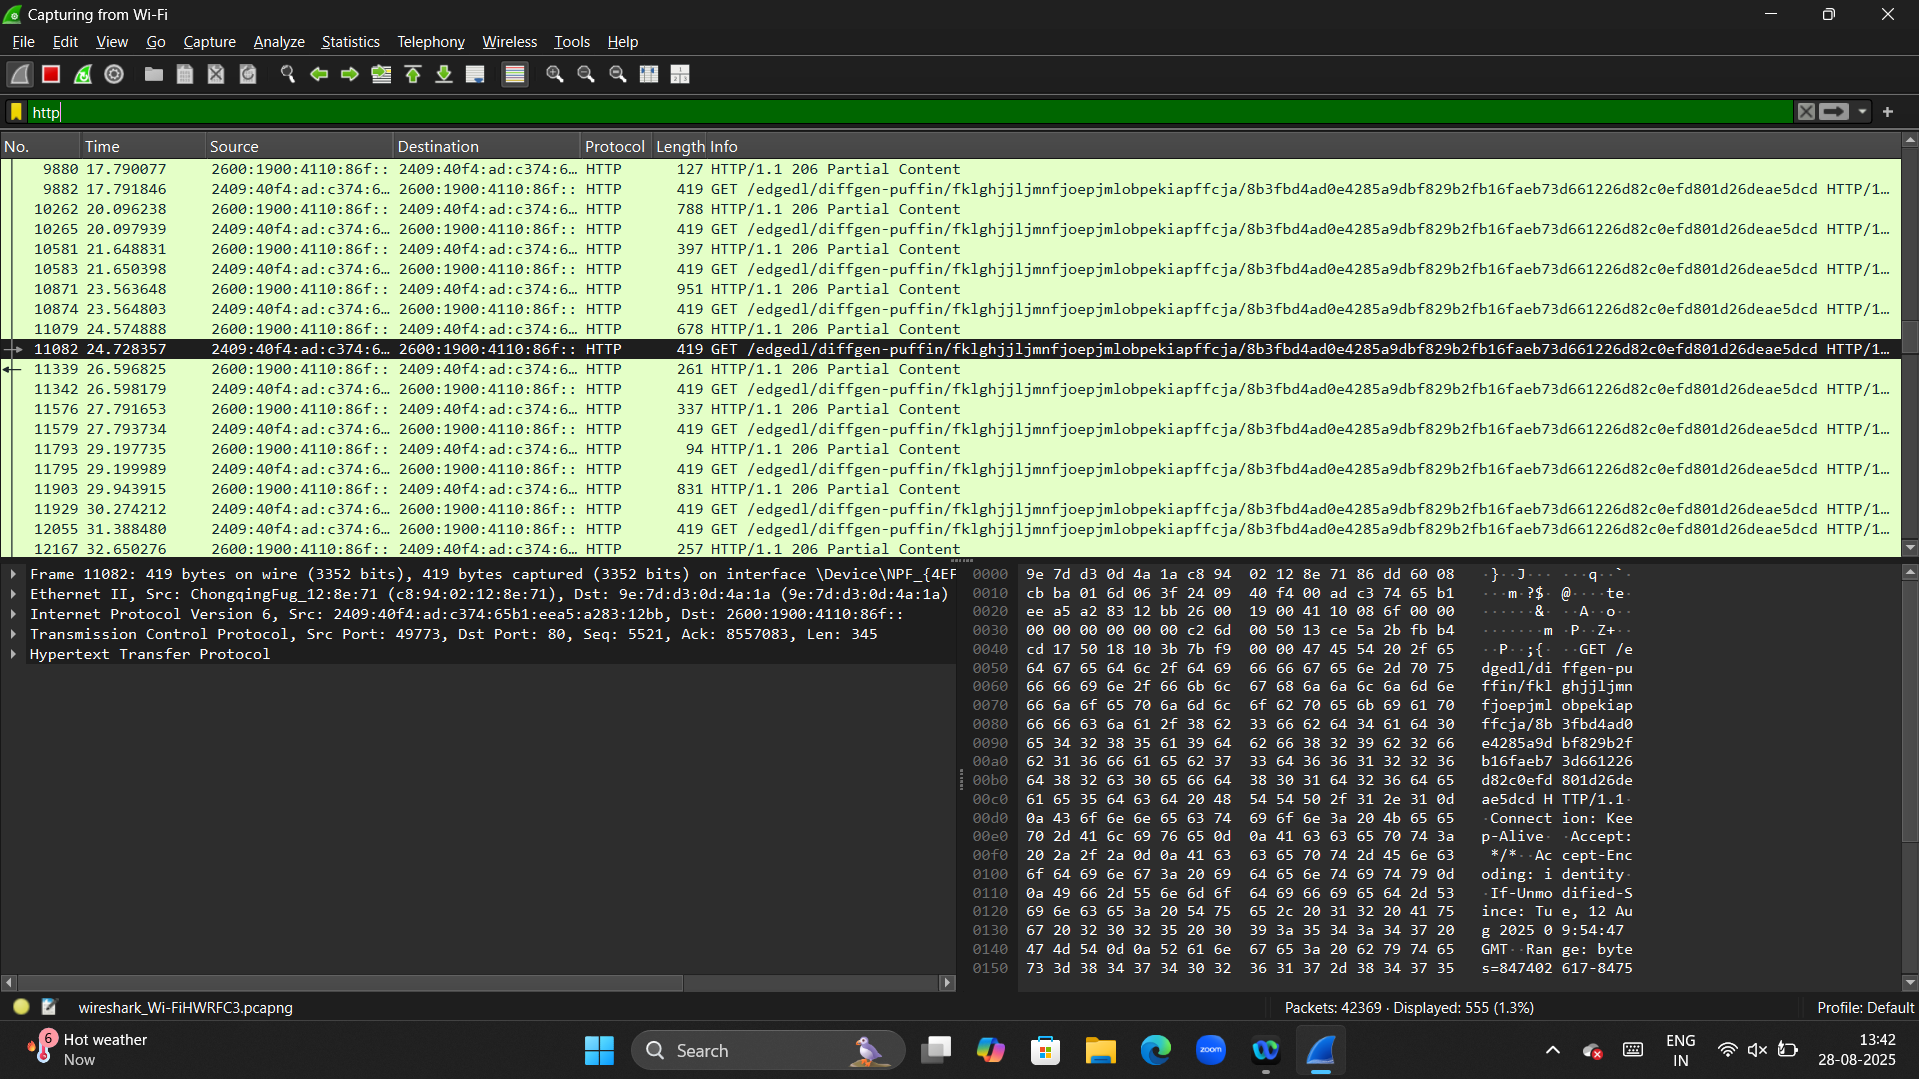 Capturing from Wi-Fi
File Edit View Go Capture Analyze Statistics Telephony Wireless Tools Help
http
No. Time Source Destination Protocol Length Info
9880 17.790077 2600:1900:4110:86f:: 2409:40f4:ad:c374:6… HTTP 127 HTTP/1.1 206 Partial Content
9882 17.791846 2409:40f4:ad:c374:6… 2600:1900:4110:86f:: HTTP 419 GET /edgedl/diffgen-puffin/fklghjjljmnfjoepjmlobpekiapffcja/8b3fbd4ad0e4285a9dbf829b2fb16faeb73d661226d82c0efd801d26deae5dcd HTTP/1…
10262 20.096238 2600:1900:4110:86f:: 2409:40f4:ad:c374:6… HTTP 788 HTTP/1.1 206 Partial Content
10265 20.097939 2409:40f4:ad:c374:6… 2600:1900:4110:86f:: HTTP 419 GET /edgedl/diffgen-puffin/fklghjjljmnfjoepjmlobpekiapffcja/8b3fbd4ad0e4285a9dbf829b2fb16faeb73d661226d82c0efd801d26deae5dcd HTTP/1…
10581 21.648831 2600:1900:4110:86f:: 2409:40f4:ad:c374:6… HTTP 397 HTTP/1.1 206 Partial Content
10583 21.650398 2409:40f4:ad:c374:6… 2600:1900:4110:86f:: HTTP 419 GET /edgedl/diffgen-puffin/fklghjjljmnfjoepjmlobpekiapffcja/8b3fbd4ad0e4285a9dbf829b2fb16faeb73d661226d82c0efd801d26deae5dcd HTTP/1…
10871 23.563648 2600:1900:4110:86f:: 2409:40f4:ad:c374:6… HTTP 951 HTTP/1.1 206 Partial Content
10874 23.564803 2409:40f4:ad:c374:6… 2600:1900:4110:86f:: HTTP 419 GET /edgedl/diffgen-puffin/fklghjjljmnfjoepjmlobpekiapffcja/8b3fbd4ad0e4285a9dbf829b2fb16faeb73d661226d82c0efd801d26deae5dcd HTTP/1…
11079 24.574888 2600:1900:4110:86f:: 2409:40f4:ad:c374:6… HTTP 678 HTTP/1.1 206 Partial Content
11082 24.728357 2409:40f4:ad:c374:6… 2600:1900:4110:86f:: HTTP 419 GET /edgedl/diffgen-puffin/fklghjjljmnfjoepjmlobpekiapffcja/8b3fbd4ad0e4285a9dbf829b2fb16faeb73d661226d82c0efd801d26deae5dcd HTTP/1…
11339 26.596825 2600:1900:4110:86f:: 2409:40f4:ad:c374:6… HTTP 261 HTTP/1.1 206 Partial Content
11342 26.598179 2409:40f4:ad:c374:6… 2600:1900:4110:86f:: HTTP 419 GET /edgedl/diffgen-puffin/fklghjjljmnfjoepjmlobpekiapffcja/8b3fbd4ad0e4285a9dbf829b2fb16faeb73d661226d82c0efd801d26deae5dcd HTTP/1…
11576 27.791653 2600:1900:4110:86f:: 2409:40f4:ad:c374:6… HTTP 337 HTTP/1.1 206 Partial Content
11579 27.793734 2409:40f4:ad:c374:6… 2600:1900:4110:86f:: HTTP 419 GET /edgedl/diffgen-puffin/fklghjjljmnfjoepjmlobpekiapffcja/8b3fbd4ad0e4285a9dbf829b2fb16faeb73d661226d82c0efd801d26deae5dcd HTTP/1…
11793 29.197735 2600:1900:4110:86f:: 2409:40f4:ad:c374:6… HTTP 94 HTTP/1.1 206 Partial Content
11795 29.199989 2409:40f4:ad:c374:6… 2600:1900:4110:86f:: HTTP 419 GET /edgedl/diffgen-puffin/fklghjjljmnfjoepjmlobpekiapffcja/8b3fbd4ad0e4285a9dbf829b2fb16faeb73d661226d82c0efd801d26deae5dcd HTTP/1…
11903 29.943915 2600:1900:4110:86f:: 2409:40f4:ad:c374:6… HTTP 831 HTTP/1.1 206 Partial Content
11929 30.274212 2409:40f4:ad:c374:6… 2600:1900:4110:86f:: HTTP 419 GET /edgedl/diffgen-puffin/fklghjjljmnfjoepjmlobpekiapffcja/8b3fbd4ad0e4285a9dbf829b2fb16faeb73d661226d82c0efd801d26deae5dcd HTTP/1…
12055 31.388480 2409:40f4:ad:c374:6… 2600:1900:4110:86f:: HTTP 419 GET /edgedl/diffgen-puffin/fklghjjljmnfjoepjmlobpekiapffcja/8b3fbd4ad0e4285a9dbf829b2fb16faeb73d661226d82c0efd801d26deae5dcd HTTP/1…
12167 32.650276 2600:1900:4110:86f:: 2409:40f4:ad:c374:6… HTTP 257 HTTP/1.1 206 Partial Content
Frame 11082: 419 bytes on wire (3352 bits), 419 bytes captured (3352 bits) on interface \Device\NPF_{4EF
Ethernet II, Src: ChongqingFug_12:8e:71 (c8:94:02:12:8e:71), Dst: 9e:7d:d3:0d:4a:1a (9e:7d:d3:0d:4a:1a)
Internet Protocol Version 6, Src: 2409:40f4:ad:c374:65b1:eea5:a283:12bb, Dst: 2600:1900:4110:86f::
Transmission Control Protocol, Src Port: 49773, Dst Port: 80, Seq: 5521, Ack: 8557083, Len: 345
Hypertext Transfer Protocol
0000 9e 7d d3 0d 4a 1a c8 94 02 12 8e 71 86 dd 60 08 ·}··J··· ···q··`·
0010 cb ba 01 6d 06 3f 24 09 40 f4 00 ad c3 74 65 b1 ···m·?$· @····te·
0020 ee a5 a2 83 12 bb 26 00 19 00 41 10 08 6f 00 00 ······&· ··A··o··
0030 00 00 00 00 00 00 c2 6d 00 50 13 ce 5a 2b fb b4 ·······m ·P··Z+··
0040 cd 17 50 18 10 3b 7b f9 00 00 47 45 54 20 2f 65 ··P··;{· ··GET /e
0050 64 67 65 64 6c 2f 64 69 66 66 67 65 6e 2d 70 75 dgedl/di ffgen-pu
0060 66 66 69 6e 2f 66 6b 6c 67 68 6a 6a 6c 6a 6d 6e ffin/fkl ghjjljmn
0070 66 6a 6f 65 70 6a 6d 6c 6f 62 70 65 6b 69 61 70 fjoepjml obpekiap
0080 66 66 63 6a 61 2f 38 62 33 66 62 64 34 61 64 30 ffcja/8b 3fbd4ad0
0090 65 34 32 38 35 61 39 64 62 66 38 32 39 62 32 66 e4285a9d bf829b2f
00a0 62 31 36 66 61 65 62 37 33 64 36 36 31 32 32 36 b16faeb7 3d661226
00b0 64 38 32 63 30 65 66 64 38 30 31 64 32 36 64 65 d82c0efd 801d26de
00c0 61 65 35 64 63 64 20 48 54 54 50 2f 31 2e 31 0d ae5dcd H TTP/1.1·
00d0 0a 43 6f 6e 6e 65 63 74 69 6f 6e 3a 20 4b 65 65 ·Connect ion: Kee
00e0 70 2d 41 6c 69 76 65 0d 0a 41 63 63 65 70 74 3a p-Alive· ·Accept:
00f0 20 2a 2f 2a 0d 0a 41 63 63 65 70 74 2d 45 6e 63 */*··Ac cept-Enc
0100 6f 64 69 6e 67 3a 20 69 64 65 6e 74 69 74 79 0d oding: i dentity·
0110 0a 49 66 2d 55 6e 6d 6f 64 69 66 69 65 64 2d 53 ·If-Unmo dified-S
0120 69 6e 63 65 3a 20 54 75 65 2c 20 31 32 20 41 75 ince: Tu e, 12 Au
0130 67 20 32 30 32 35 20 30 39 3a 35 34 3a 34 37 20 g 2025 0 9:54:47
0140 47 4d 54 0d 0a 52 61 6e 67 65 3a 20 62 79 74 65 GMT··Ran ge: byte
0150 73 3d 38 34 37 34 30 32 36 31 37 2d 38 34 37 35 s=847402 617-8475
wireshark_Wi-FiHWRFC3.pcapng
Packets: 42369 · Displayed: 555 (1.3%)
Profile: Default
6
Hot weather
Now
Search
zoom
ENG
IN
13:42
28-08-2025